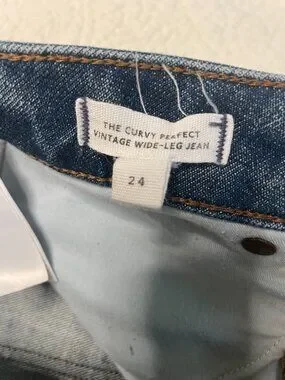 THE CURVY PERFECT
VINTAGE WIDE-LEG JEAN
24